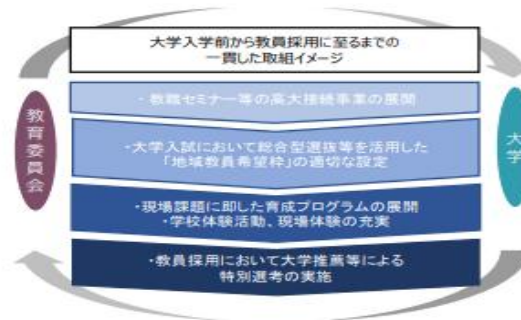 大学入学前から教員採用に至るまでの
一貫した取組イメージ
教育委員会
・教職セミナー等の高大接続事業の展開
・大学入試において総合型選抜等を活用した
「地域教員希望枠」の適切な設定
・現場課題に即した育成プログラムの展開
・学校体験活動、現場体験の充実
・教員採用において大学推薦等による
特別選考の実施
大学